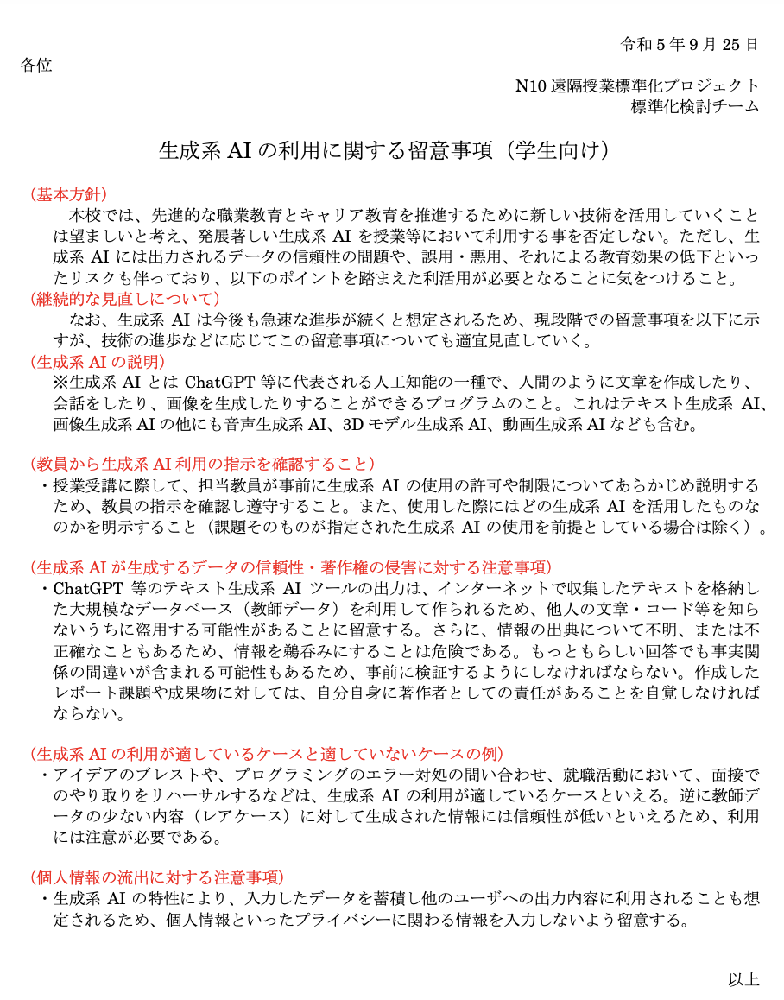 令和 5 年 9 月 25 日
各位
N10 遠隔授業標準化プロジェクト
標準化検討チーム
生成系 AI の利用に関する留意事項（学生向け）
（基本方針）
本校では、先進的な職業教育とキャリア教育を推進するために新しい技術を活用していくこと
は望ましいと考え、発展著しい生成系 AI を授業等において利用する事を否定しない。ただし、生
成系 AI には出力されるデータの信頼性の問題や、誤用・悪用、それによる教育効果の低下といっ
たリスクも伴っており、以下のポイントを踏まえた利活用が必要となることに気をつけること。
（継続的な見直しについて）
なお、生成系 AI は今後も急速な進歩が続くと想定されるため、現段階での留意事項を以下に示
すが、技術の進歩などに応じてこの留意事項についても適宜見直していく。
（生成系 AI の説明）
※生成系 AI とは ChatGPT 等に代表される人工知能の一種で、人間のように文章を作成したり、
会話をしたり、画像を生成したりすることができるプログラムのこと。これはテキスト生成系 AI、
画像生成系 AI の他にも音声生成系 AI、3D モデル生成系 AI、動画生成系 AI なども含む。
（教員から生成系 AI 利用の指示を確認すること）
・授業受講に際して、担当教員が事前に生成系 AI の使用の許可や制限についてあらかじめ説明する
ため、教員の指示を確認し遵守すること。また、使用した際にはどの生成系 AI を活用したものな
のかを明示すること（課題そのものが指定された生成系 AI の使用を前提としている場合は除く）。
（生成系 AI が生成するデータの信頼性・著作権の侵害に対する注意事項）
・ChatGPT 等のテキスト生成系 AI ツールの出力は、インターネットで収集したテキストを格納し
た大規模なデータベース（教師データ）を利用して作られるため、他人の文章・コード等を知ら
ないうちに盗用する可能性があることに留意する。さらに、情報の出典について不明、または不
正確なこともあるため、情報を鵜呑みにすることは危険である。もっともらしい回答でも事実関
係の間違いが含まれる可能性もあるため、事前に検証するようにしなければならない。作成した
レポート課題や成果物に対しては、自分自身に著作者としての責任があることを自覚しなければ
ならない。
（生成系 AI の利用が適しているケースと適していないケースの例）
・アイデアのブレストや、プログラミングのエラー対処の問い合わせ、就職活動において、面接で
のやり取りをリハーサルするなどは、生成系 AI の利用が適しているケースといえる。逆に教師デ
ータの少ない内容（レアケース）に対して生成された情報には信頼性が低いといえるため、利用
には注意が必要である。
（個人情報の流出に対する注意事項）
・生成系 AI の特性により、入力したデータを蓄積し他のユーザへの出力内容に利用されることも想
定されるため、個人情報といったプライバシーに関わる情報を入力しないよう留意する。
以上